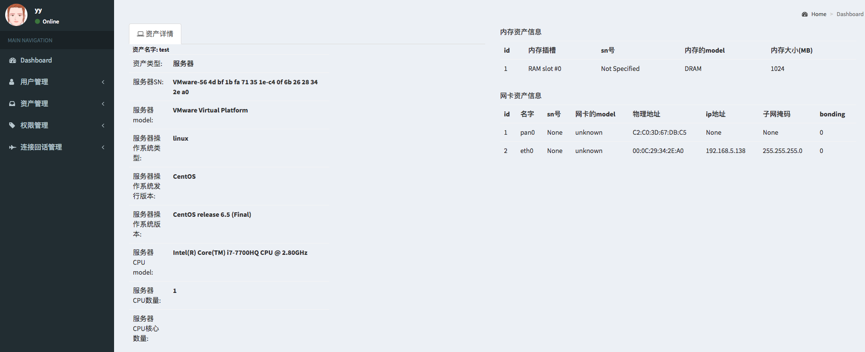 yy
Online
Home > Dashboard
MAIN NAVIGATION
Dashboard
用户管理
资产管理
权限管理
连接回话管理
资产详情
资产名字: test
资产类型: 服务器
服务器SN: VMware-56 4d bf 1b fa 71 35 1e-c4 0f 6b 26 28 34
2e a0
服务器
model: VMware Virtual Platform
服务器操 linux
作系统类
型:
服务器操 CentOS
作系统发
行版本:
服务器操 CentOS release 6.5 (Final)
作系统版
本:
服务器 Intel(R) Core(TM) i7-7700HQ CPU @ 2.80GHz
CPU
model:
服务器 1
CPU数量:
服务器
CPU核心
数量:
内存资产信息
id 内存插槽 sn号 内存的model 内存大小(MB)
1 RAM slot #0 Not Specified DRAM 1024
网卡资产信息
id 名字 sn号 网卡的model 物理地址 ip地址 子网掩码 bonding
1 pan0 None unknown C2:C0:3D:67:DB:C5 None None 0
2 eth0 None unknown 00:0C:29:34:2E:A0 192.168.5.138 255.255.255.0 0